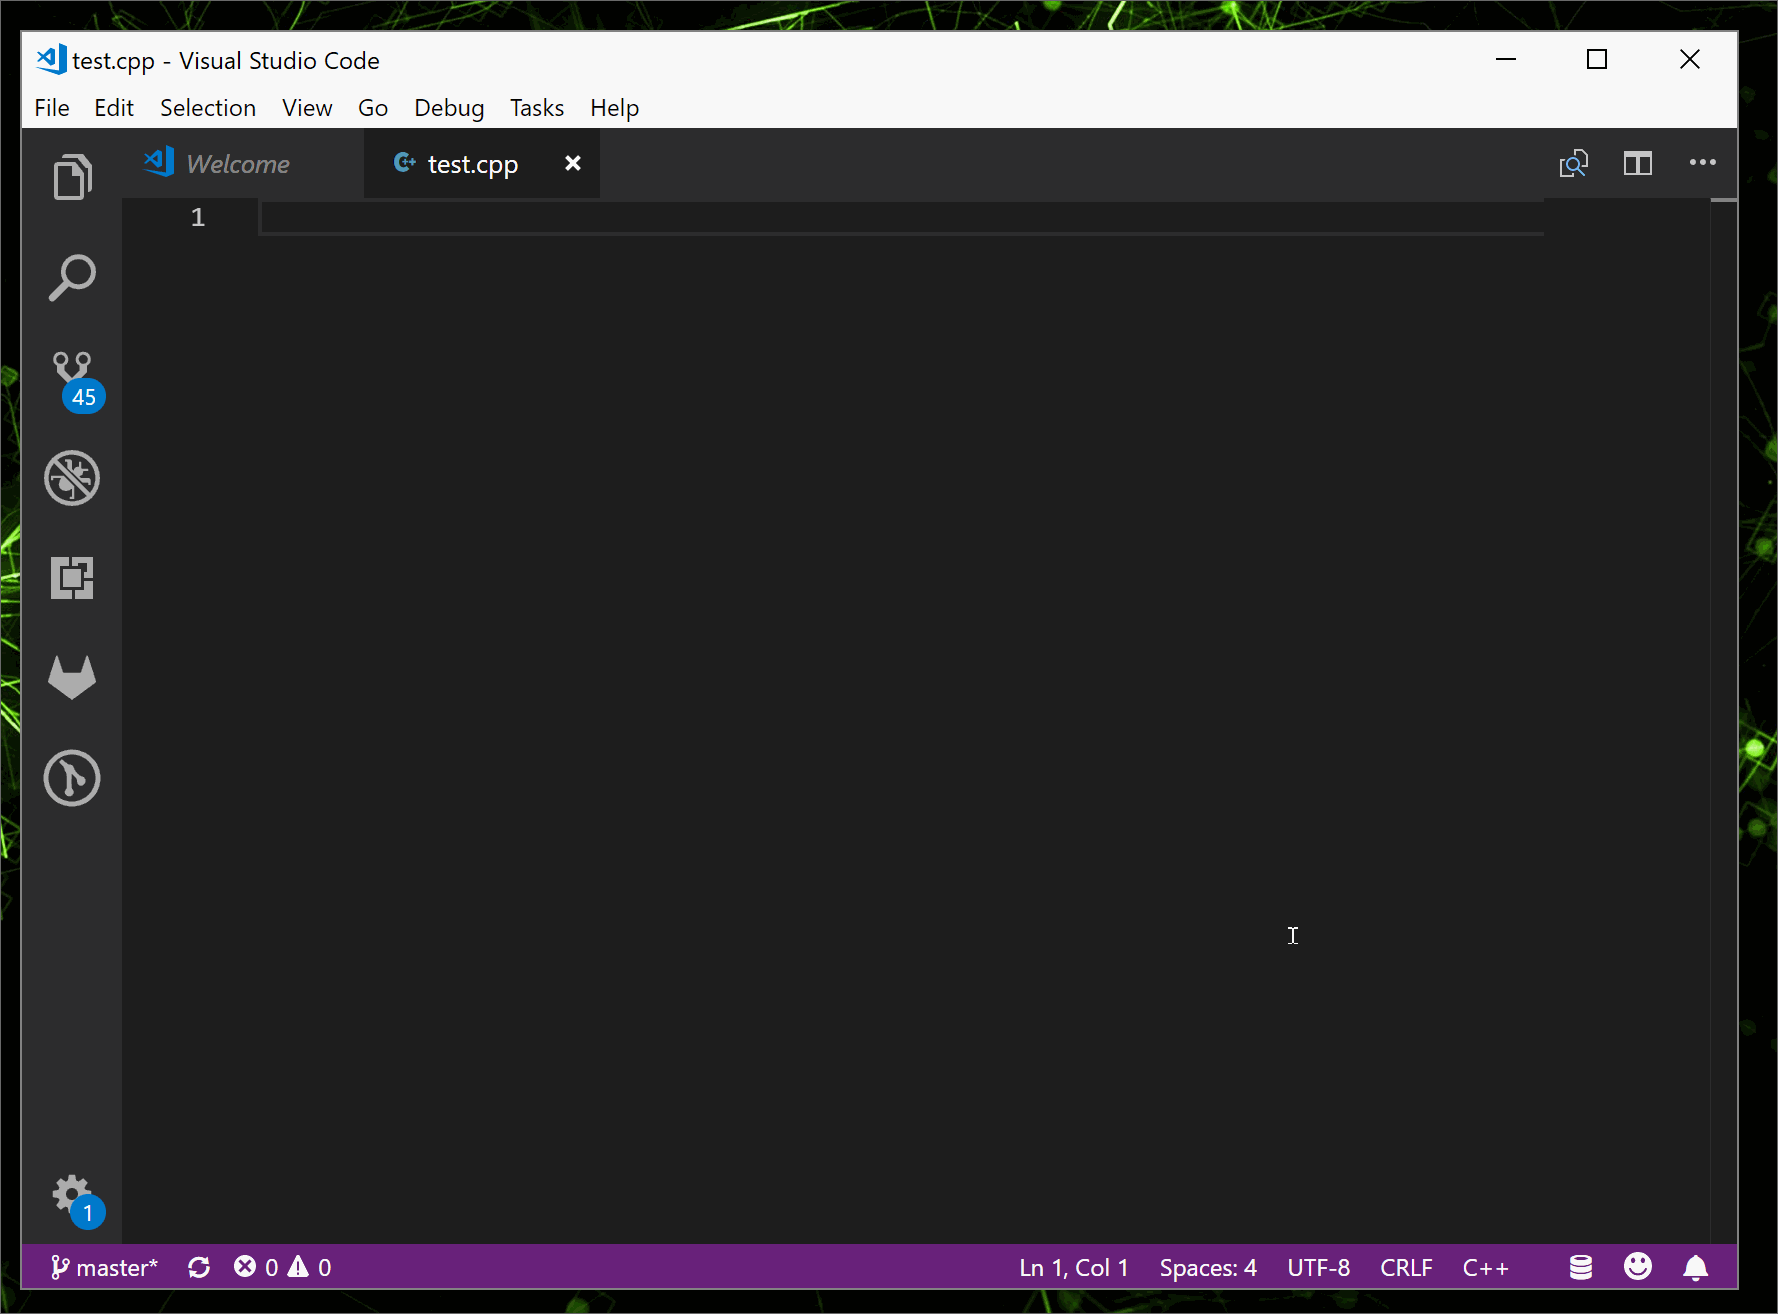 test.cpp - Visual Studio Code
File Edit Selection View Go Debug Tasks Help
Welcome test.cpp
1
45
1
master* 0 0 Ln 1, Col 1 Spaces: 4 UTF-8 CRLF C++